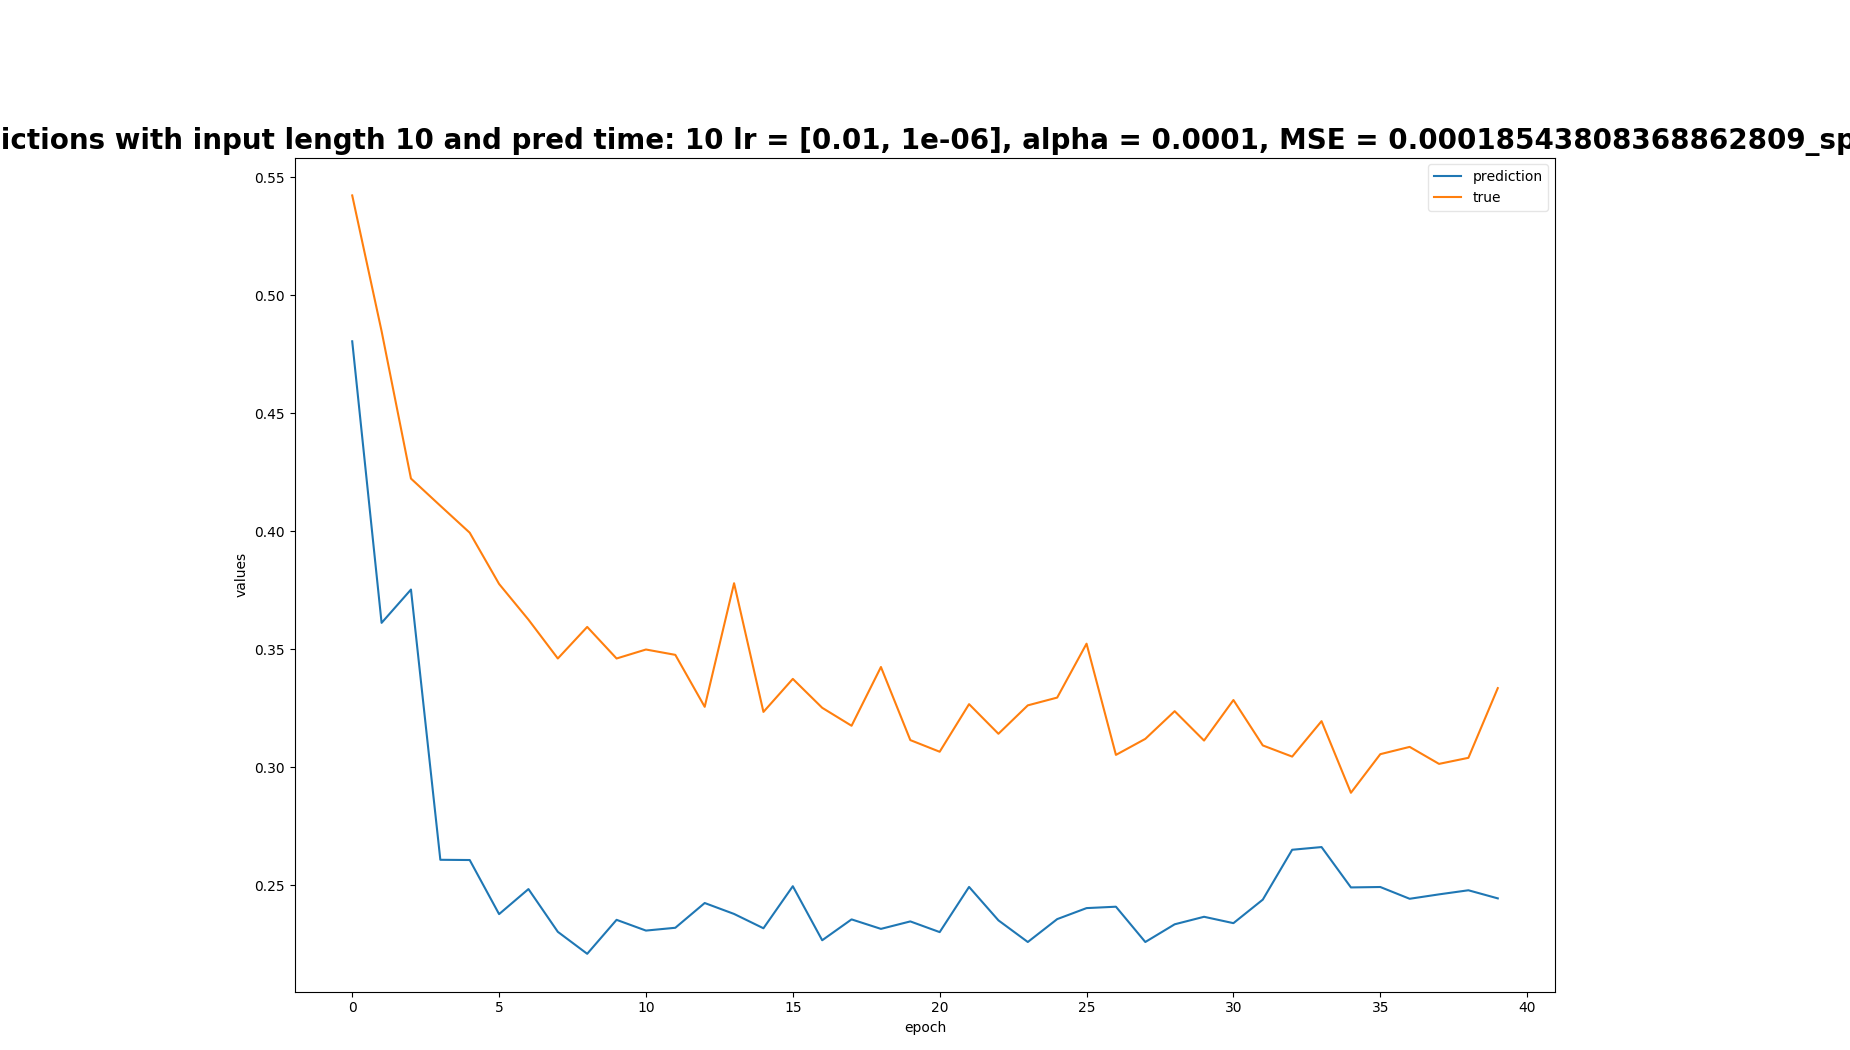 ictions with input length 10 and pred time: 10 lr = [0.01, 1e-06], alpha = 0.0001, MSE = 0.00018543808368862809_sp
prediction
true
0.55
0.50
0.45
0.40
0.35
0.30
0.25
values
0 5 10 15 20 25 30 35 40
epoch